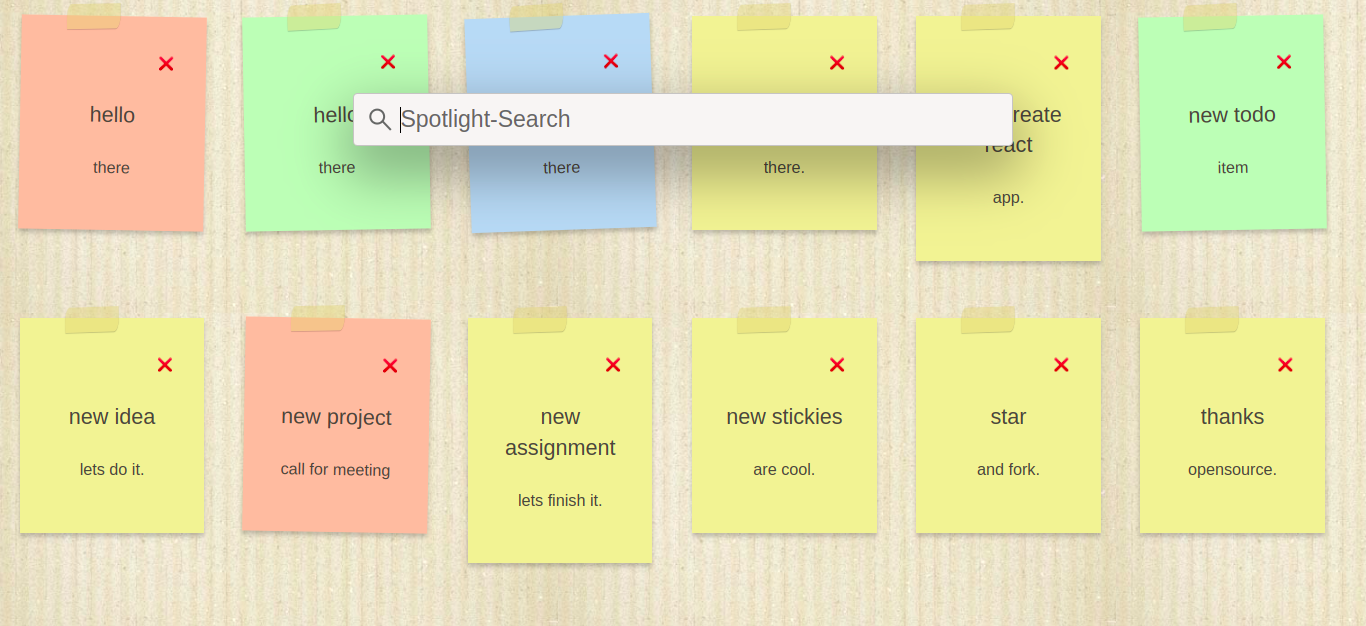 hello
there
hello
there
Spotlight-Search
there
there.
react
app.
new todo
item
new idea
lets do it.
new project
call for meeting
new
assignment
lets finish it.
new stickies
are cool.
star
and fork.
thanks
opensource.